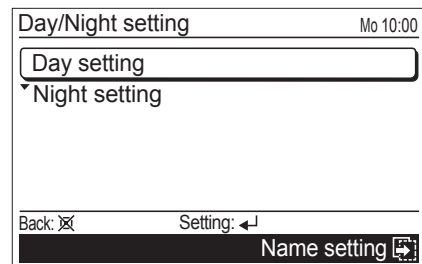 Day/Night setting Mo 10:00
Day setting
Night setting
Back: Setting:
Name setting